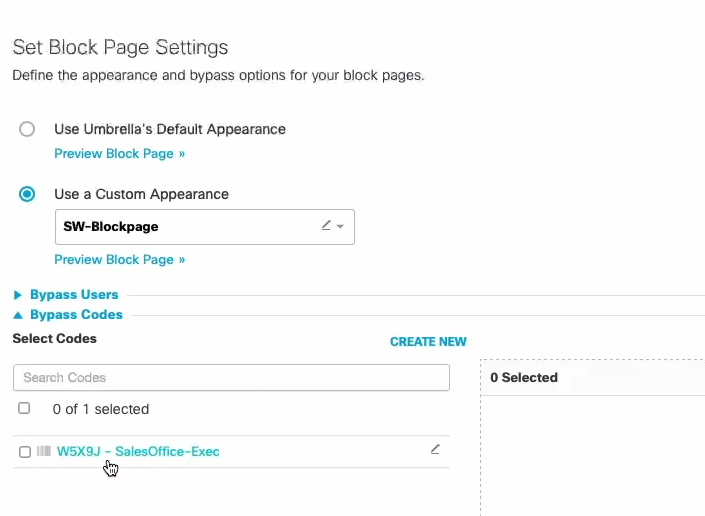 Set Block Page Settings
Define the appearance and bypass options for your block pages.
Use Umbrella's Default Appearance
Preview Block Page »
Use a Custom Appearance
SW-Blockpage
Preview Block Page »
Bypass Users
Bypass Codes
Select Codes
CREATE NEW
Search Codes
0 Selected
0 of 1 selected
W5X9J - SalesOffice-Exec